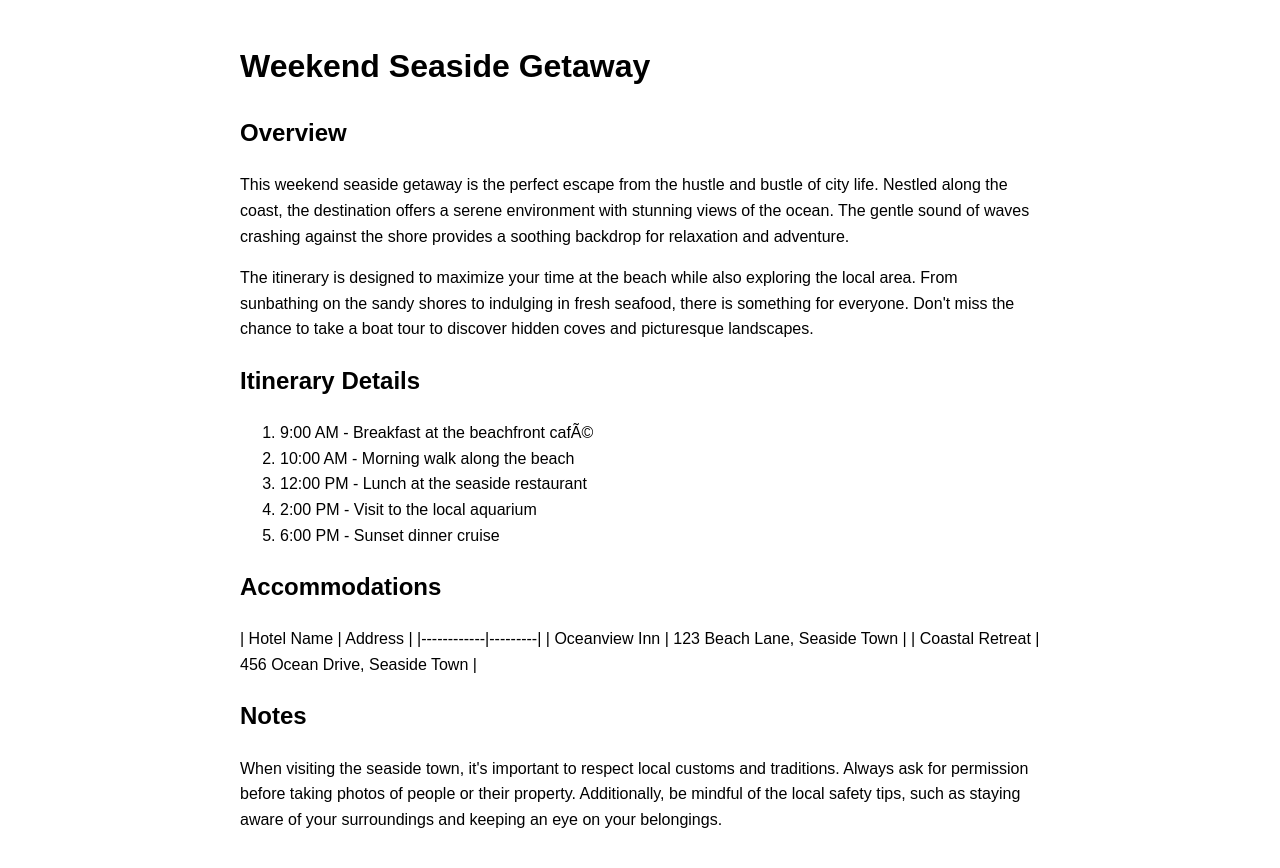 Weekend Seaside Getaway
Overview
This weekend seaside getaway is the perfect escape from the hustle and bustle of city life. Nestled along the
coast, the destination offers a serene environment with stunning views of the ocean. The gentle sound of waves
crashing against the shore provides a soothing backdrop for relaxation and adventure.
The itinerary is designed to maximize your time at the beach while also exploring the local area. From
sunbathing on the sandy shores to indulging in fresh seafood, there is something for everyone. Don't miss the
chance to take a boat tour to discover hidden coves and picturesque landscapes.
Itinerary Details
1. 9:00 AM - Breakfast at the beachfront cafÃ©
2. 10:00 AM - Morning walk along the beach
3. 12:00 PM - Lunch at the seaside restaurant
4. 2:00 PM - Visit to the local aquarium
5. 6:00 PM - Sunset dinner cruise
Accommodations
| Hotel Name | Address | |------------|---------| | Oceanview Inn | 123 Beach Lane, Seaside Town | | Coastal Retreat |
456 Ocean Drive, Seaside Town |
Notes
When visiting the seaside town, it's important to respect local customs and traditions. Always ask for permission
before taking photos of people or their property. Additionally, be mindful of the local safety tips, such as staying
aware of your surroundings and keeping an eye on your belongings.